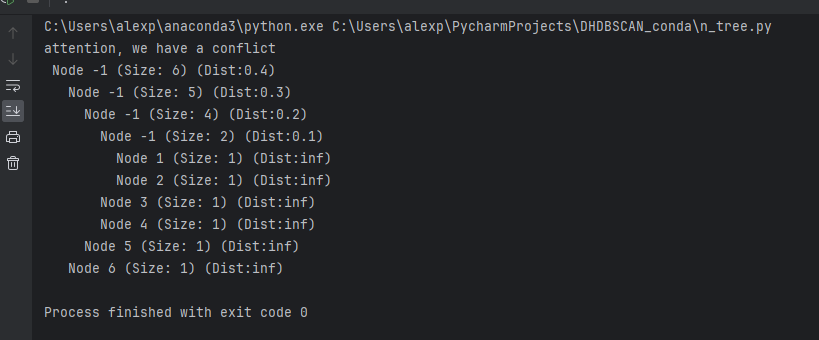 C:\Users\alexp\anaconda3\python.exe C:\Users\alexp\PycharmProjects\DHDBSCAN_conda\n_tree.py
attention, we have a conflict
 Node -1 (Size: 6) (Dist:0.4)
   Node -1 (Size: 5) (Dist:0.3)
     Node -1 (Size: 4) (Dist:0.2)
       Node -1 (Size: 2) (Dist:0.1)
         Node 1 (Size: 1) (Dist:inf)
         Node 2 (Size: 1) (Dist:inf)
       Node 3 (Size: 1) (Dist:inf)
       Node 4 (Size: 1) (Dist:inf)
     Node 5 (Size: 1) (Dist:inf)
   Node 6 (Size: 1) (Dist:inf)

Process finished with exit code 0